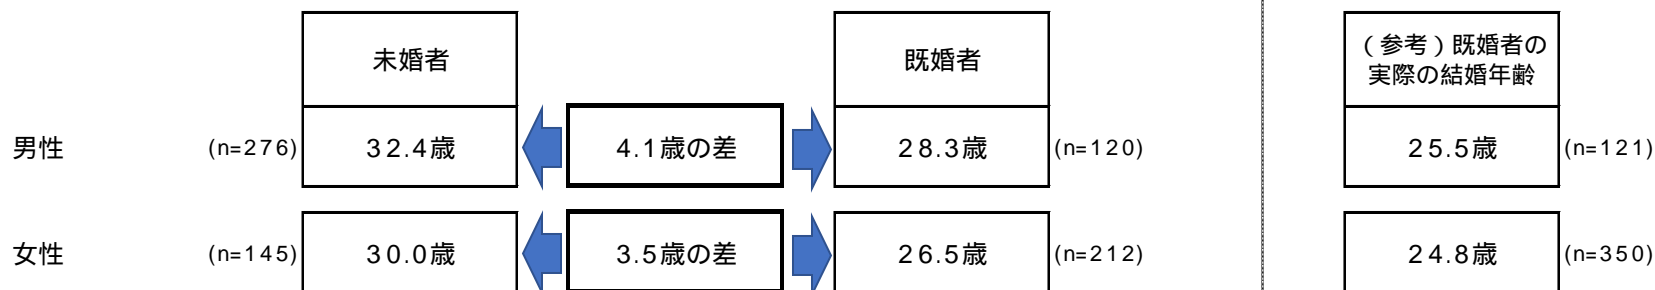 未婚者
既婚者
(参考)既婚者の
実際の結婚年齢
男性 (n=276) 32.4歳 4.1歳の差 28.3歳 (n=120) 25.5歳 (n=121)
女性 (n=145) 30.0歳 3.5歳の差 26.5歳 (n=212) 24.8歳 (n=350)